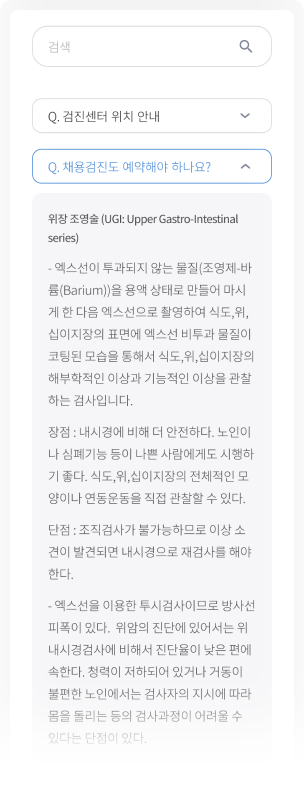 검색
Q. 검진센터 위치 안내
Q. 채용검진도 예약해야 하나요?
위장 조영술 (UGI: Upper Gastro-Intestinal
series)
- 엑스선이 투과되지 않는 물질(조영제-바
륨(Barium))을 용액 상태로 만들어 마시
게 한 다음 엑스선으로 촬영하여 식도,위,
십이지장의 표면에 엑스선 비투과 물질이
코팅된 모습을 통해서 식도,위,십이지장의
해부학적인 이상과 기능적인 이상을 관찰
하는 검사입니다.
장점 : 내시경에 비해 더 안전하다. 노인이
나 심폐기능 등이 나쁜 사람에게도 시행하
기 좋다. 식도,위,십이지장의 전체적인 모
양이나 연동운동을 직접 관찰할 수 있다.
단점 : 조직검사가 불가능하므로 이상 소
견이 발견되면 내시경으로 재검사를 해야
한다.
- 엑스선을 이용한 투시검사이므로 방사선
피폭이 있다. 위암의 진단에 있어서는 위
내시경검사에 비해서 진단율이 낮은 편에
속한다. 청력이 저하되어 있거나 거동이
불편한 노인에서는 검사자의 지시에 따라
몸을 돌리는 등의 검사과정이 어려울 수
있다는 단점이 있다.